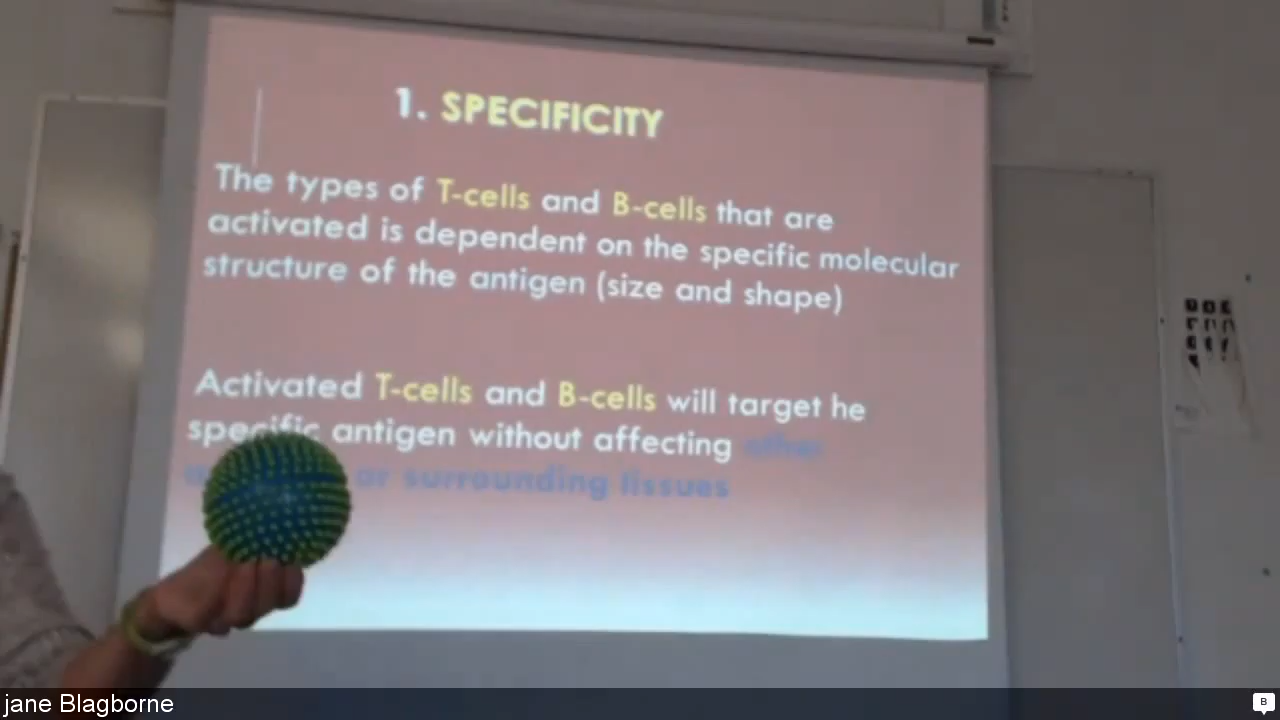 1. SPECIFICITY
The types of T-cells and B-cells that are
activated is dependent on the specific molecular
structure of the antigen (size and shape)
Activated T-cells and B-cells will target he
specific antigen without affecting other
or surrounding tissues
jane Blagborne
B